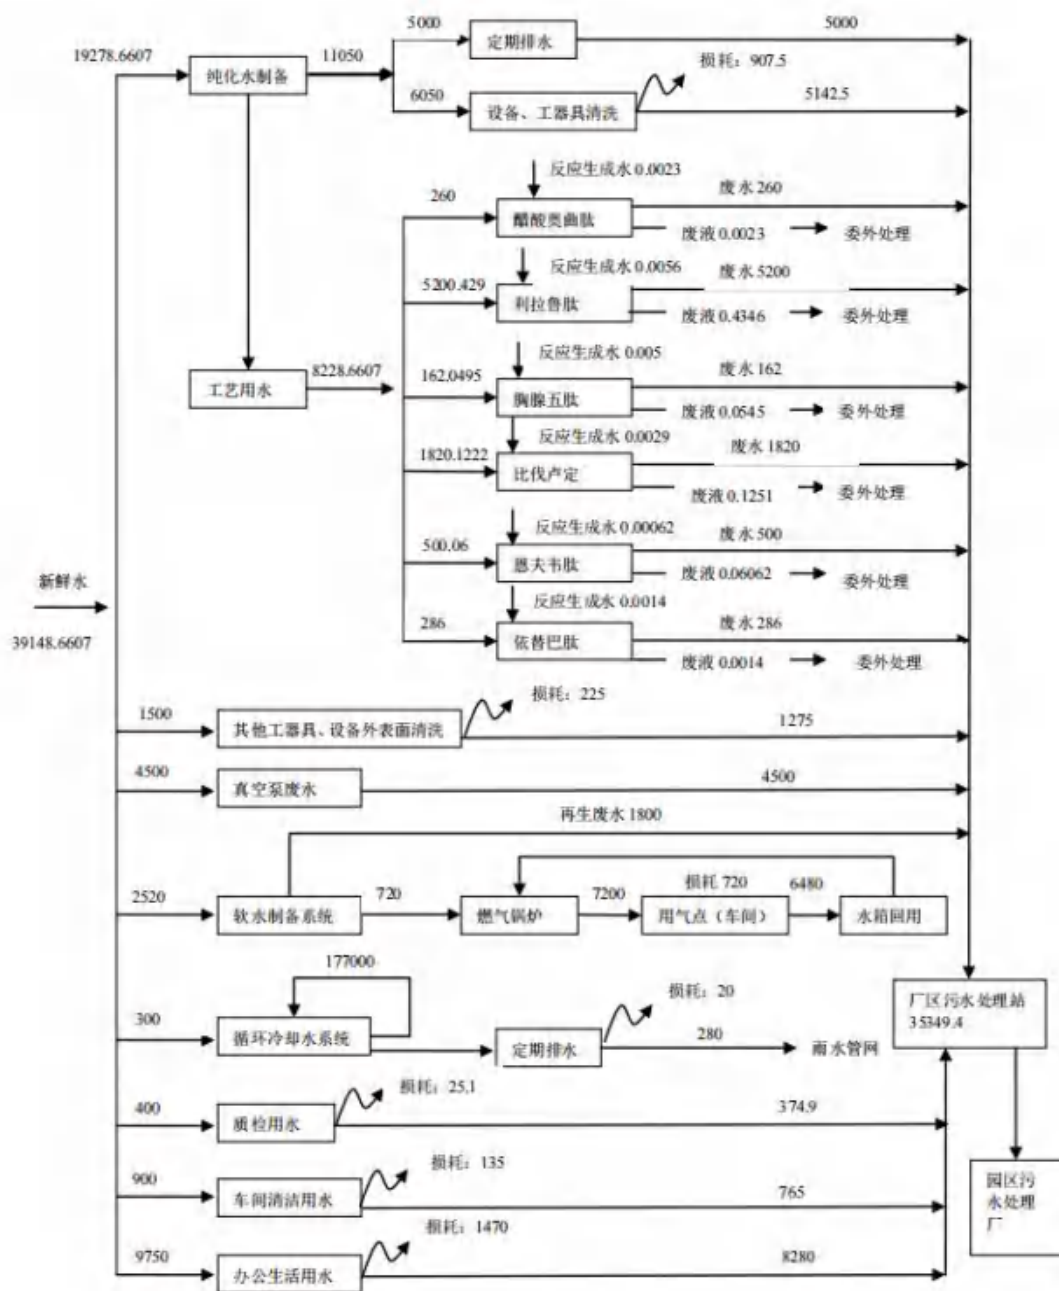 5000
定期排水
5000
19278.6607
纯化水制备
11050
损耗：907.5
6050
设备、工器具清洗
5142.5
反应生成水 0.0023
废水 260
260
醋酸奥曲肽
废液 0.0023
委外处理
反应生成水 0.0056
废水 5200
5200.429
利拉鲁肽
废液 0.4346
委外处理
反应生成水 0.005
工艺用水
8228.6607
162.0495
胸腺五肽
废水 162
废液 0.0545
委外处理
反应生成水 0.0029
废水 1820
1820.1222
比伐卢定
废液 0.1251
委外处理
反应生成水 0.00062
废水 500
500.06
恩夫韦肽
废液 0.06062
委外处理
新鲜水
39148.6607
反应生成水 0.0014
废水 286
286
依替巴肽
废液 0.0014
委外处理
损耗：225
1500
其他工器具、设备外表面清洗
1275
4500
真空泵废水
4500
再生废水 1800
2520
软水制备系统
720
燃气锅炉
7200
损耗 720
用气点（车间）
6480
水箱回用
177000
300
循环冷却水系统
损耗：20
定期排水
280
雨水管网
厂区污水处理站
35349.4
损耗：25.1
400
质检用水
374.9
损耗：135
900
车间清洁用水
765
园区污
水处理
厂
损耗：1470
9750
办公生活用水
8280